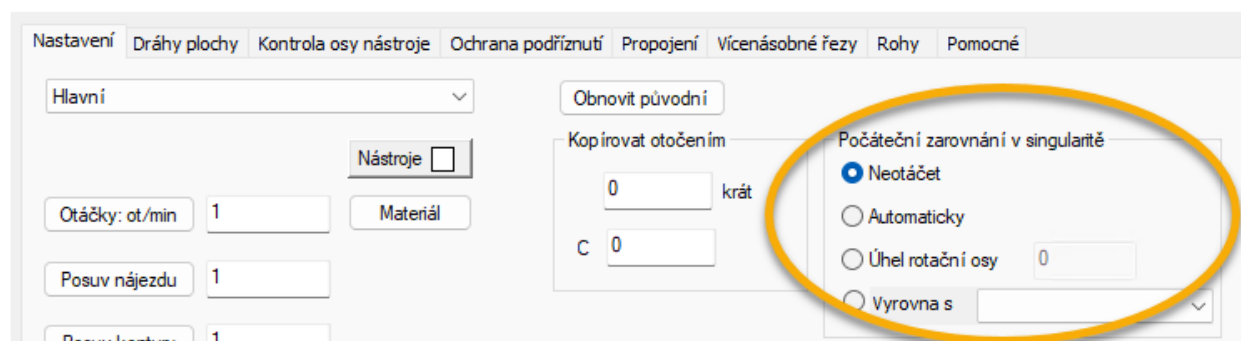 Nastavení Dráhy plochy Kontrola osy nástroje Ochrana podříznutí Propojení Vícenásobné řezy Rohy Pomocné
Hlavní
Obnovit původní
Nástroje
Otáčky: ot/min 1 Materiál
Posuv nájezdu 1
1
Kopírovat otočením
0 krát
C 0
Počáteční zarovnání v singularitě
Neotáčet
Automaticky
Úhel rotační osy 0
Vyrovna s